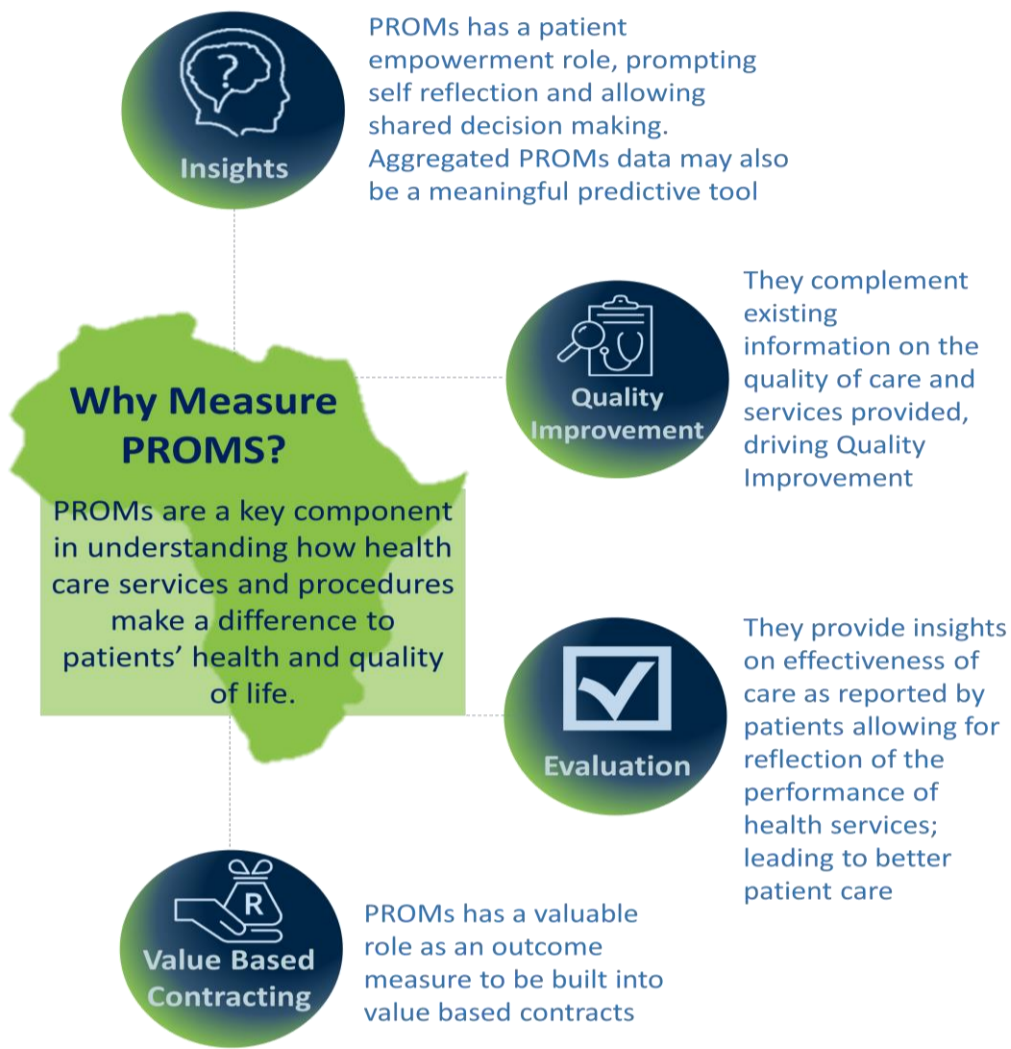 PROMs has a patient
empowerment role, prompting
self reflection and allowing
shared decision making.
Aggregated PROMs data may also
be a meaningful predictive tool
?
Insights
They complement
existing
information on the
quality of care and
services provided,
driving Quality
Improvement
Quality
Improvement
Why Measure
PROMS?
PROMs are a key component
in understanding how health
care services and procedures
make a difference to
patients’ health and quality
of life.
They provide insights
on effectiveness of
care as reported by
patients allowing for
reflection of the
performance of
health services;
leading to better
patient care
Evaluation
R
Value Based
Contracting
PROMs has a valuable
role as an outcome
measure to be built into
value based contracts